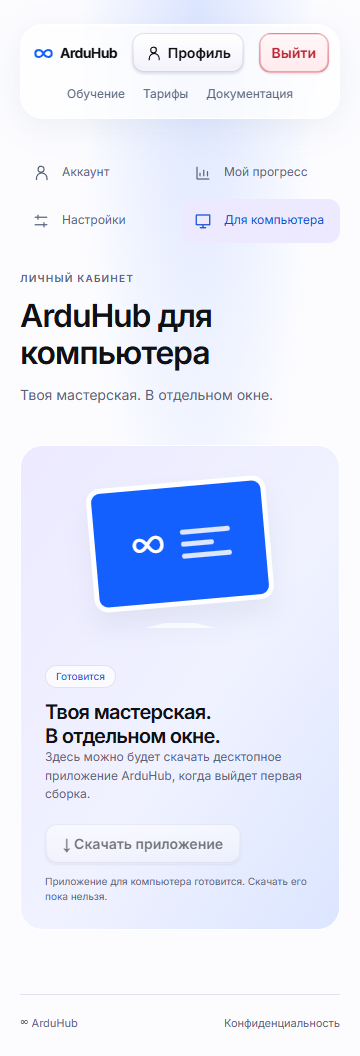 ∞ ArduHub Профиль Выйти
Обучение Тарифы Документация
Аккаунт Мой прогресс
Настройки Для компьютера
ЛИЧНЫЙ КАБИНЕТ
ArduHub для
компьютера
Твоя мастерская. В отдельном окне.
∞
Готовится
Твоя мастерская.
В отдельном окне.
Здесь можно будет скачать десктопное
приложение ArduHub, когда выйдет первая
сборка.
↓ Скачать приложение
Приложение для компьютера готовится. Скачать его
пока нельзя.
∞ ArduHub Конфиденциальность